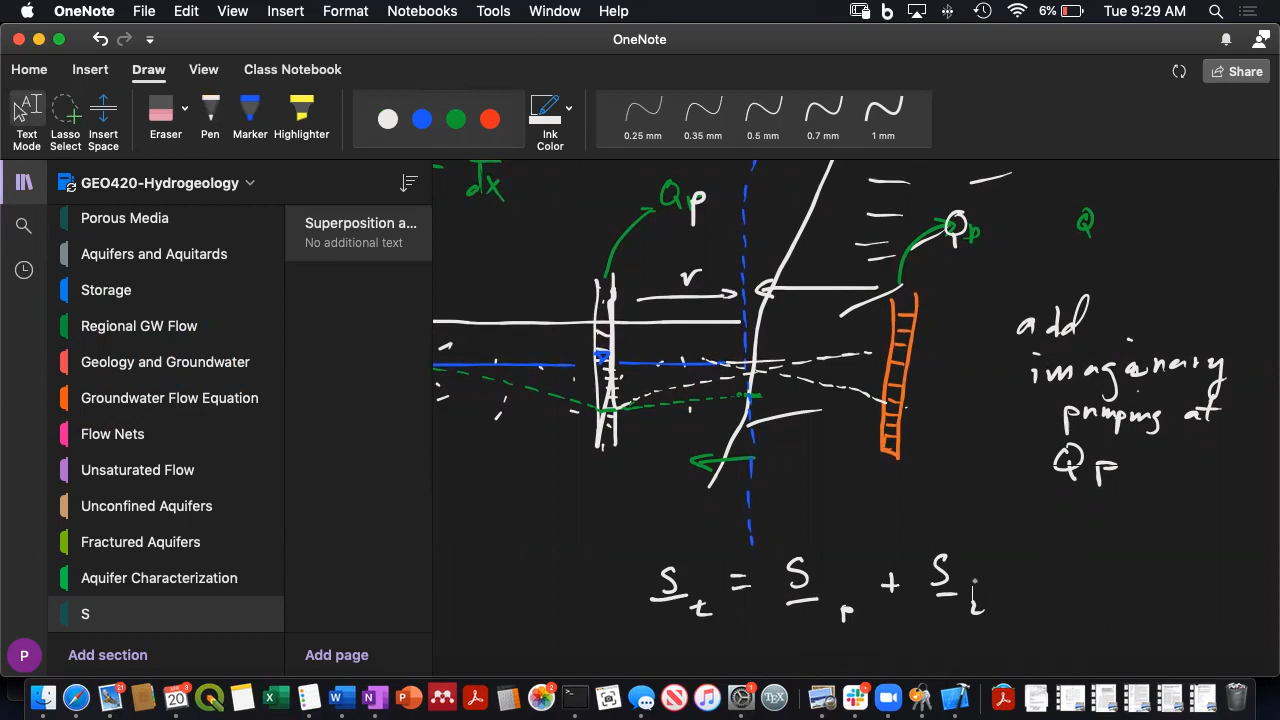 OneNote File Edit View Insert Format Notebooks Tools Window Help 6% Tue 9:29 AM
OneNote
Home Insert Draw View Class Notebook Share
Text Mode
Lasso Select
Insert Space
Eraser
Pen
Marker
Highlighter
Ink Color
0.25 mm 0.35 mm 0.5 mm 0.7 mm 1 mm
GEO420-Hydrogeology
Porous Media
Aquifers and Aquitards
Storage
Regional GW Flow
Geology and Groundwater
Groundwater Flow Equation
Flow Nets
Unsaturated Flow
Unconfined Aquifers
Fractured Aquifers
Aquifer Characterization
S
P
Add section
Superposition a...
No additional text
Add page
dx
Qp
r
Qp
Q
add
imaginary
pumping at
Qp
St = Sp + Si
21
20
3
2
1